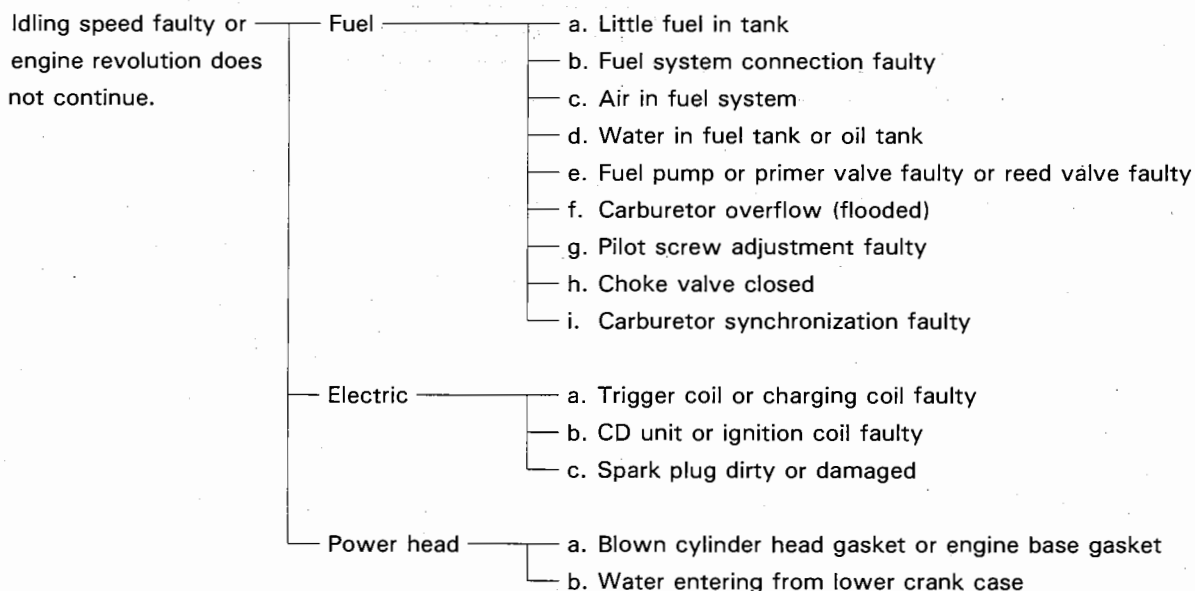 Idling speed faulty or
engine revolution does
not continue.
Fuel
a. Little fuel in tank
b. Fuel system connection faulty
c. Air in fuel system
d. Water in fuel tank or oil tank
e. Fuel pump or primer valve faulty or reed valve faulty
f. Carburetor overflow (flooded)
g. Pilot screw adjustment faulty
h. Choke valve closed
i. Carburetor synchronization faulty
Electric
a. Trigger coil or charging coil faulty
b. CD unit or ignition coil faulty
c. Spark plug dirty or damaged
Power head
a. Blown cylinder head gasket or engine base gasket
b. Water entering from lower crank case